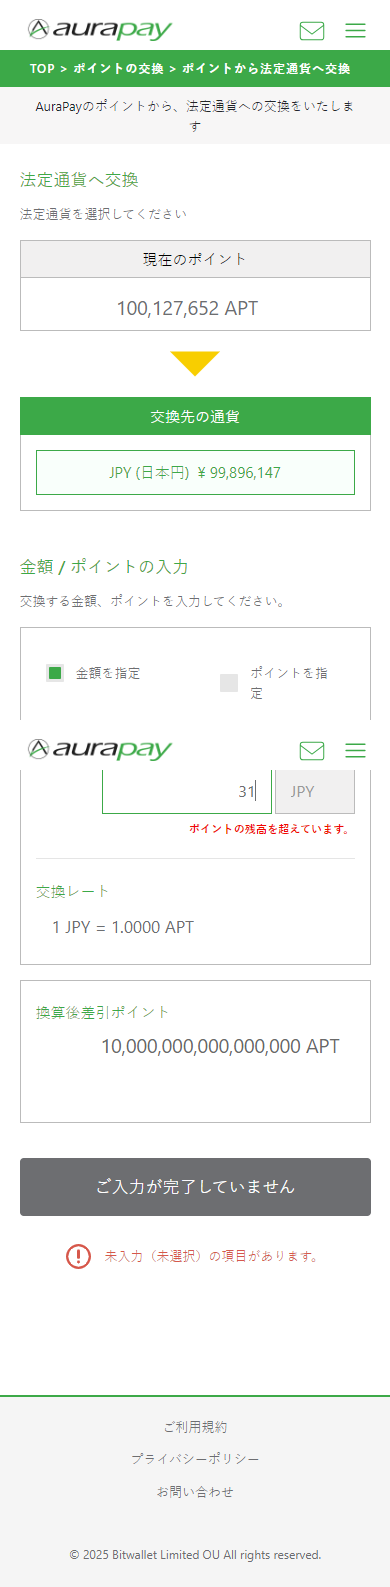 aurapay
TOP > ポイントの交換 > ポイントから法定通貨へ交換
AuraPayのポイントから、法定通貨への交換をいたしま
す
法定通貨へ交換
法定通貨を選択してください
現在のポイント
100,127,652 APT
交換先の通貨
JPY (日本円) ¥ 99,896,147
金額 / ポイントの入力
交換する金額、ポイントを入力してください。
金額を指定
ポイントを指
定
aurapay
31
JPY
ポイントの残高を超えています。
交換レート
1 JPY = 1.0000 APT
換算後差引ポイント
10,000,000,000,000,000 APT
ご入力が完了していません
未入力（未選択）の項目があります。
ご利用規約
プライバシーポリシー
お問い合わせ
© 2025 Bitwallet Limited OU All rights reserved.